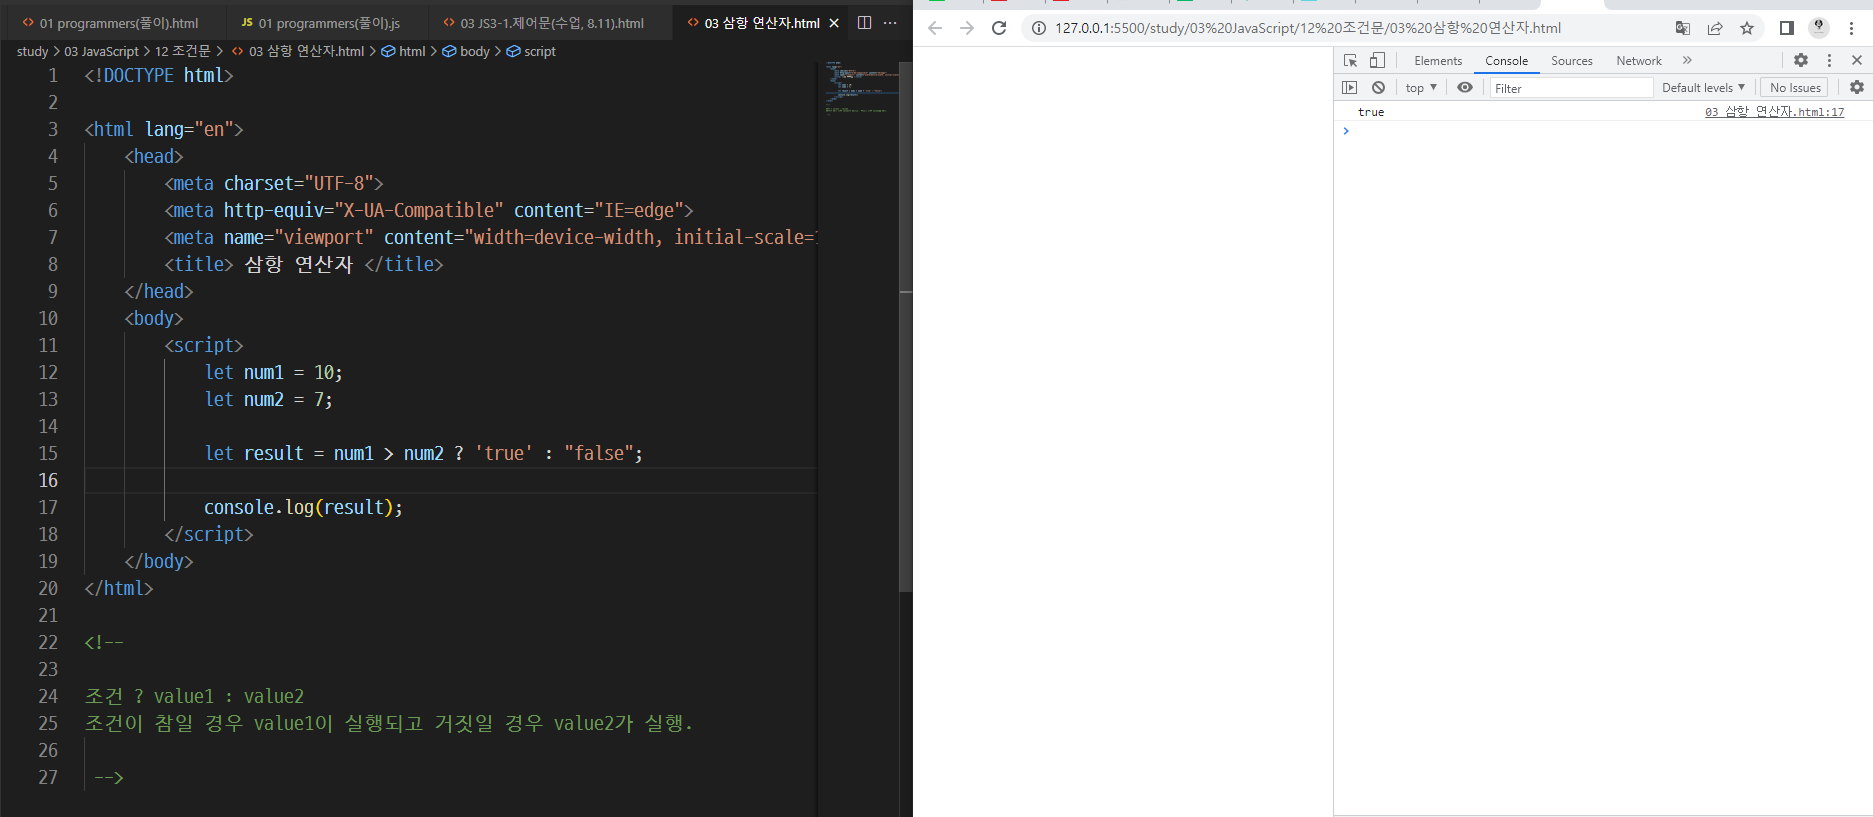 01 programmers(풀이).html
01 programmers(풀이).js
03 JS3-1.제어문(수업, 8.11).html
03 삼항 연산자.html
study > 03 JavaScript > 12 조건문 > 03 삼항 연산자.html > html > body > script
1 <!DOCTYPE html>
2
3 <html lang="en">
4 <head>
5 <meta charset="UTF-8">
6 <meta http-equiv="X-UA-Compatible" content="IE=edge">
7 <meta name="viewport" content="width=device-width, initial-scale=1
8 <title> 삼항 연산자 </title>
9 </head>
10 <body>
11 <script>
12 let num1 = 10;
13 let num2 = 7;
14
15 let result = num1 > num2 ? 'true' : "false";
16
17 console.log(result);
18 </script>
19 </body>
20 </html>
21
22 <!--
23
24 조건 ? value1 : value2
25 조건이 참일 경우 value1이 실행되고 거짓일 경우 value2가 실행.
26
27 -->
127.0.0.1:5500/study/03%20JavaScript/12%20조건문/03%20삼항%20연산자.html
Elements Console Sources Network
top Filter Default levels No Issues
true 03 삼항 연산자.html:17